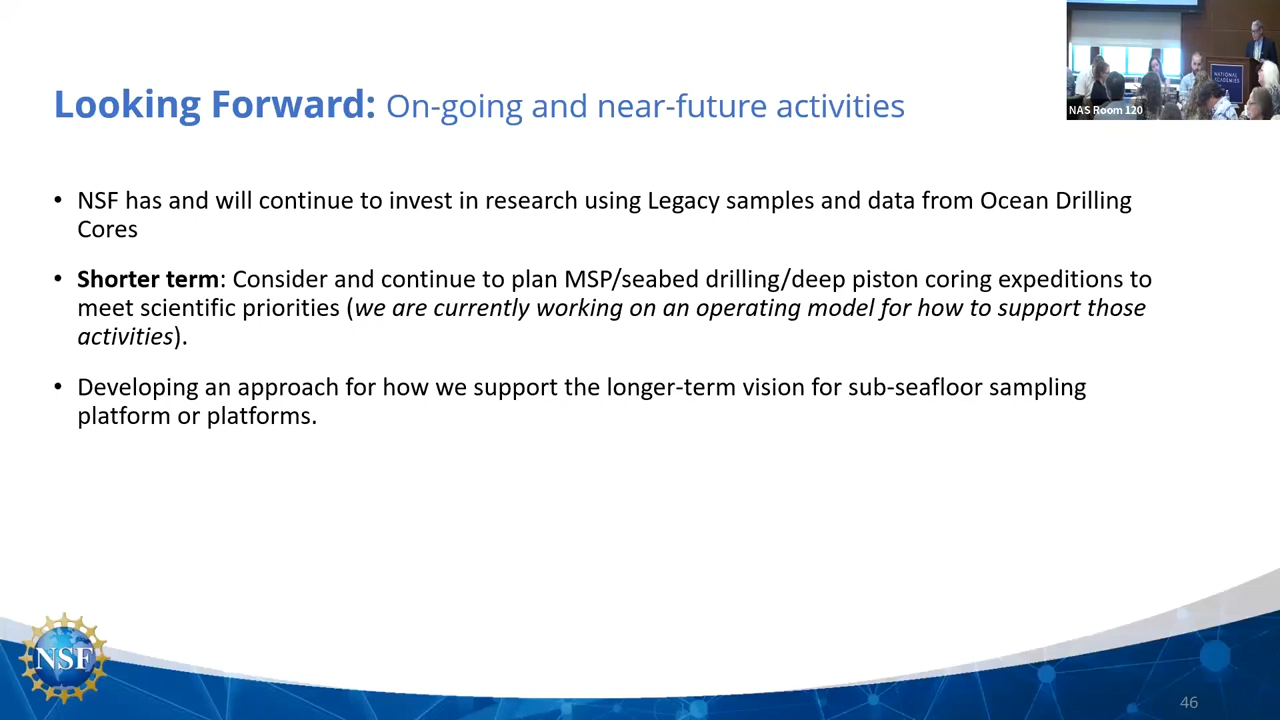 Looking Forward: On-going and near-future activities
NATIONAL
ACADEMIES
NAS Room 120
• NSF has and will continue to invest in research using Legacy samples and data from Ocean Drilling
Cores
• Shorter term: Consider and continue to plan MSP/seabed drilling/deep piston coring expeditions to
meet scientific priorities (we are currently working on an operating model for how to support those
activities).
• Developing an approach for how we support the longer-term vision for sub-seafloor sampling
platform or platforms.
NSF
46